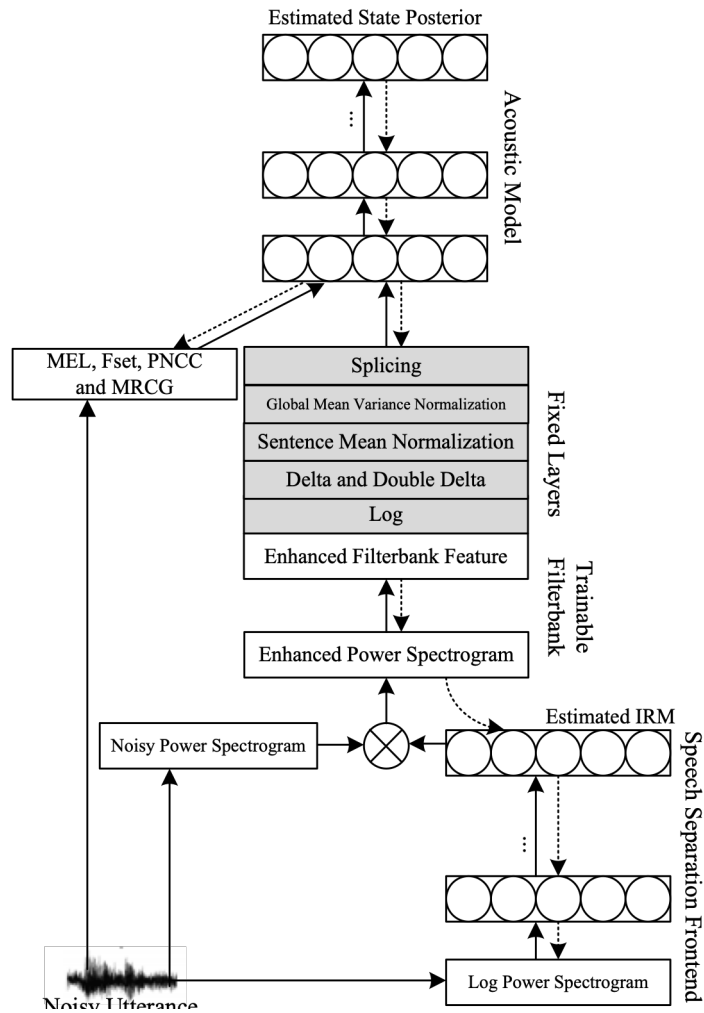 Estimated State Posterior
...
Acoustic Model
MEL, Fset, PNCC
and MRCG
Splicing
Global Mean Variance Normalization
Sentence Mean Normalization
Delta and Double Delta
Log
Fixed Layers
Enhanced Filterbank Feature
Trainable
Filterbank
Enhanced Power Spectrogram
Estimated IRM
Noisy Power Spectrogram
Speech Separation Frontend
...
Log Power Spectrogram
Noisy Utterance